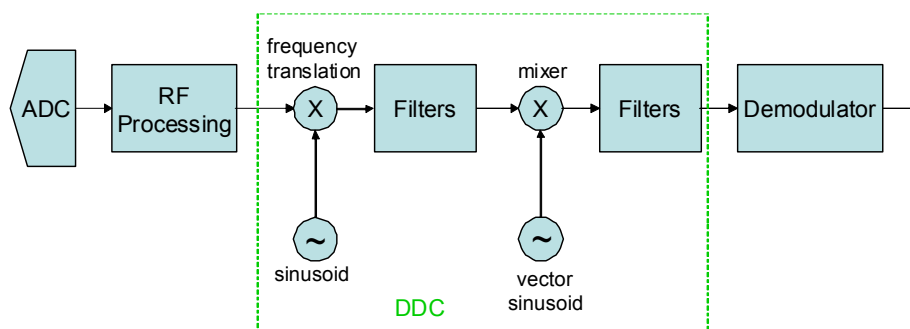 frequency
translation
mixer
ADC
RF
Processing
X
Filters
X
Filters
Demodulator
~
sinusoid
~
vector
sinusoid
DDC